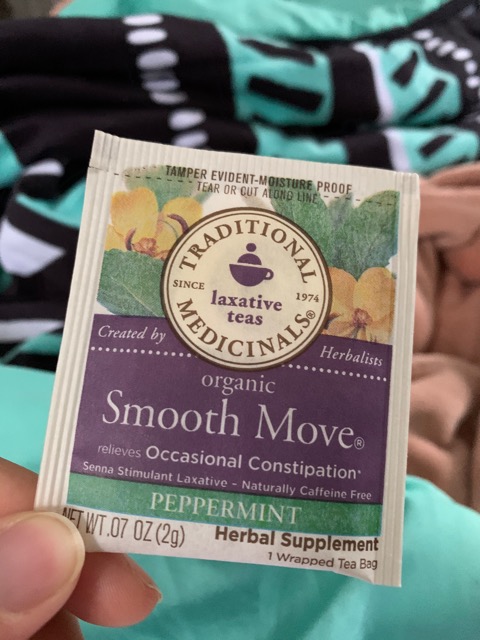 TAMPER EVIDENT-MOISTURE PROOF
TEAR OR CUT ALONG LINE
TRADITIONAL
SINCE 1974
laxative
teas
MEDICINALS®
Created by
Herbalists
organic
Smooth Move®
relieves Occasional Constipation*
Senna Stimulant Laxative – Naturally Caffeine Free
PEPPERMINT
NET WT .07 OZ (2g)
Herbal Supplement
1 Wrapped Tea Bag